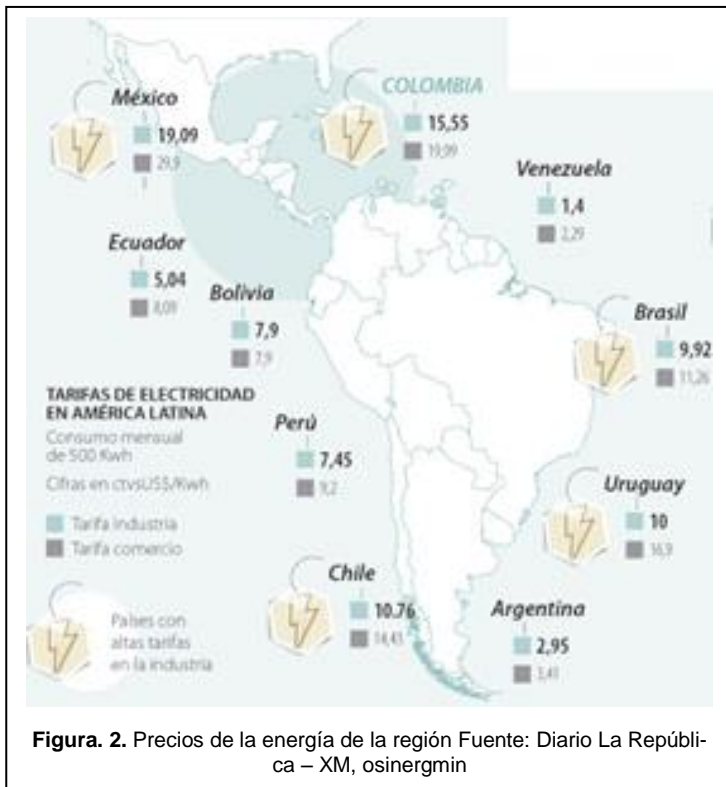 México
19,09
29,9
COLOMBIA
15,55
19,99
Venezuela
1,4
2,29
Ecuador
5,04
8,09
Bolivia
7,9
7,9
Brasil
9,92
11,26
TARIFAS DE ELECTRICIDAD
EN AMÉRICA LATINA
Consumo mensual
de 500 Kwh
Cifras en ctvsUS$/Kwh
Tarifa industria
Tarifa comercio
Perú
7,45
9,2
Uruguay
10
16,9
Chile
10.76
Argentina
2,95
3,41
Países con
altas tarifas
en la industria
Figura. 2. Precios de la energía de la región Fuente: Diario La Repúbli-
ca – XM, osinergmin